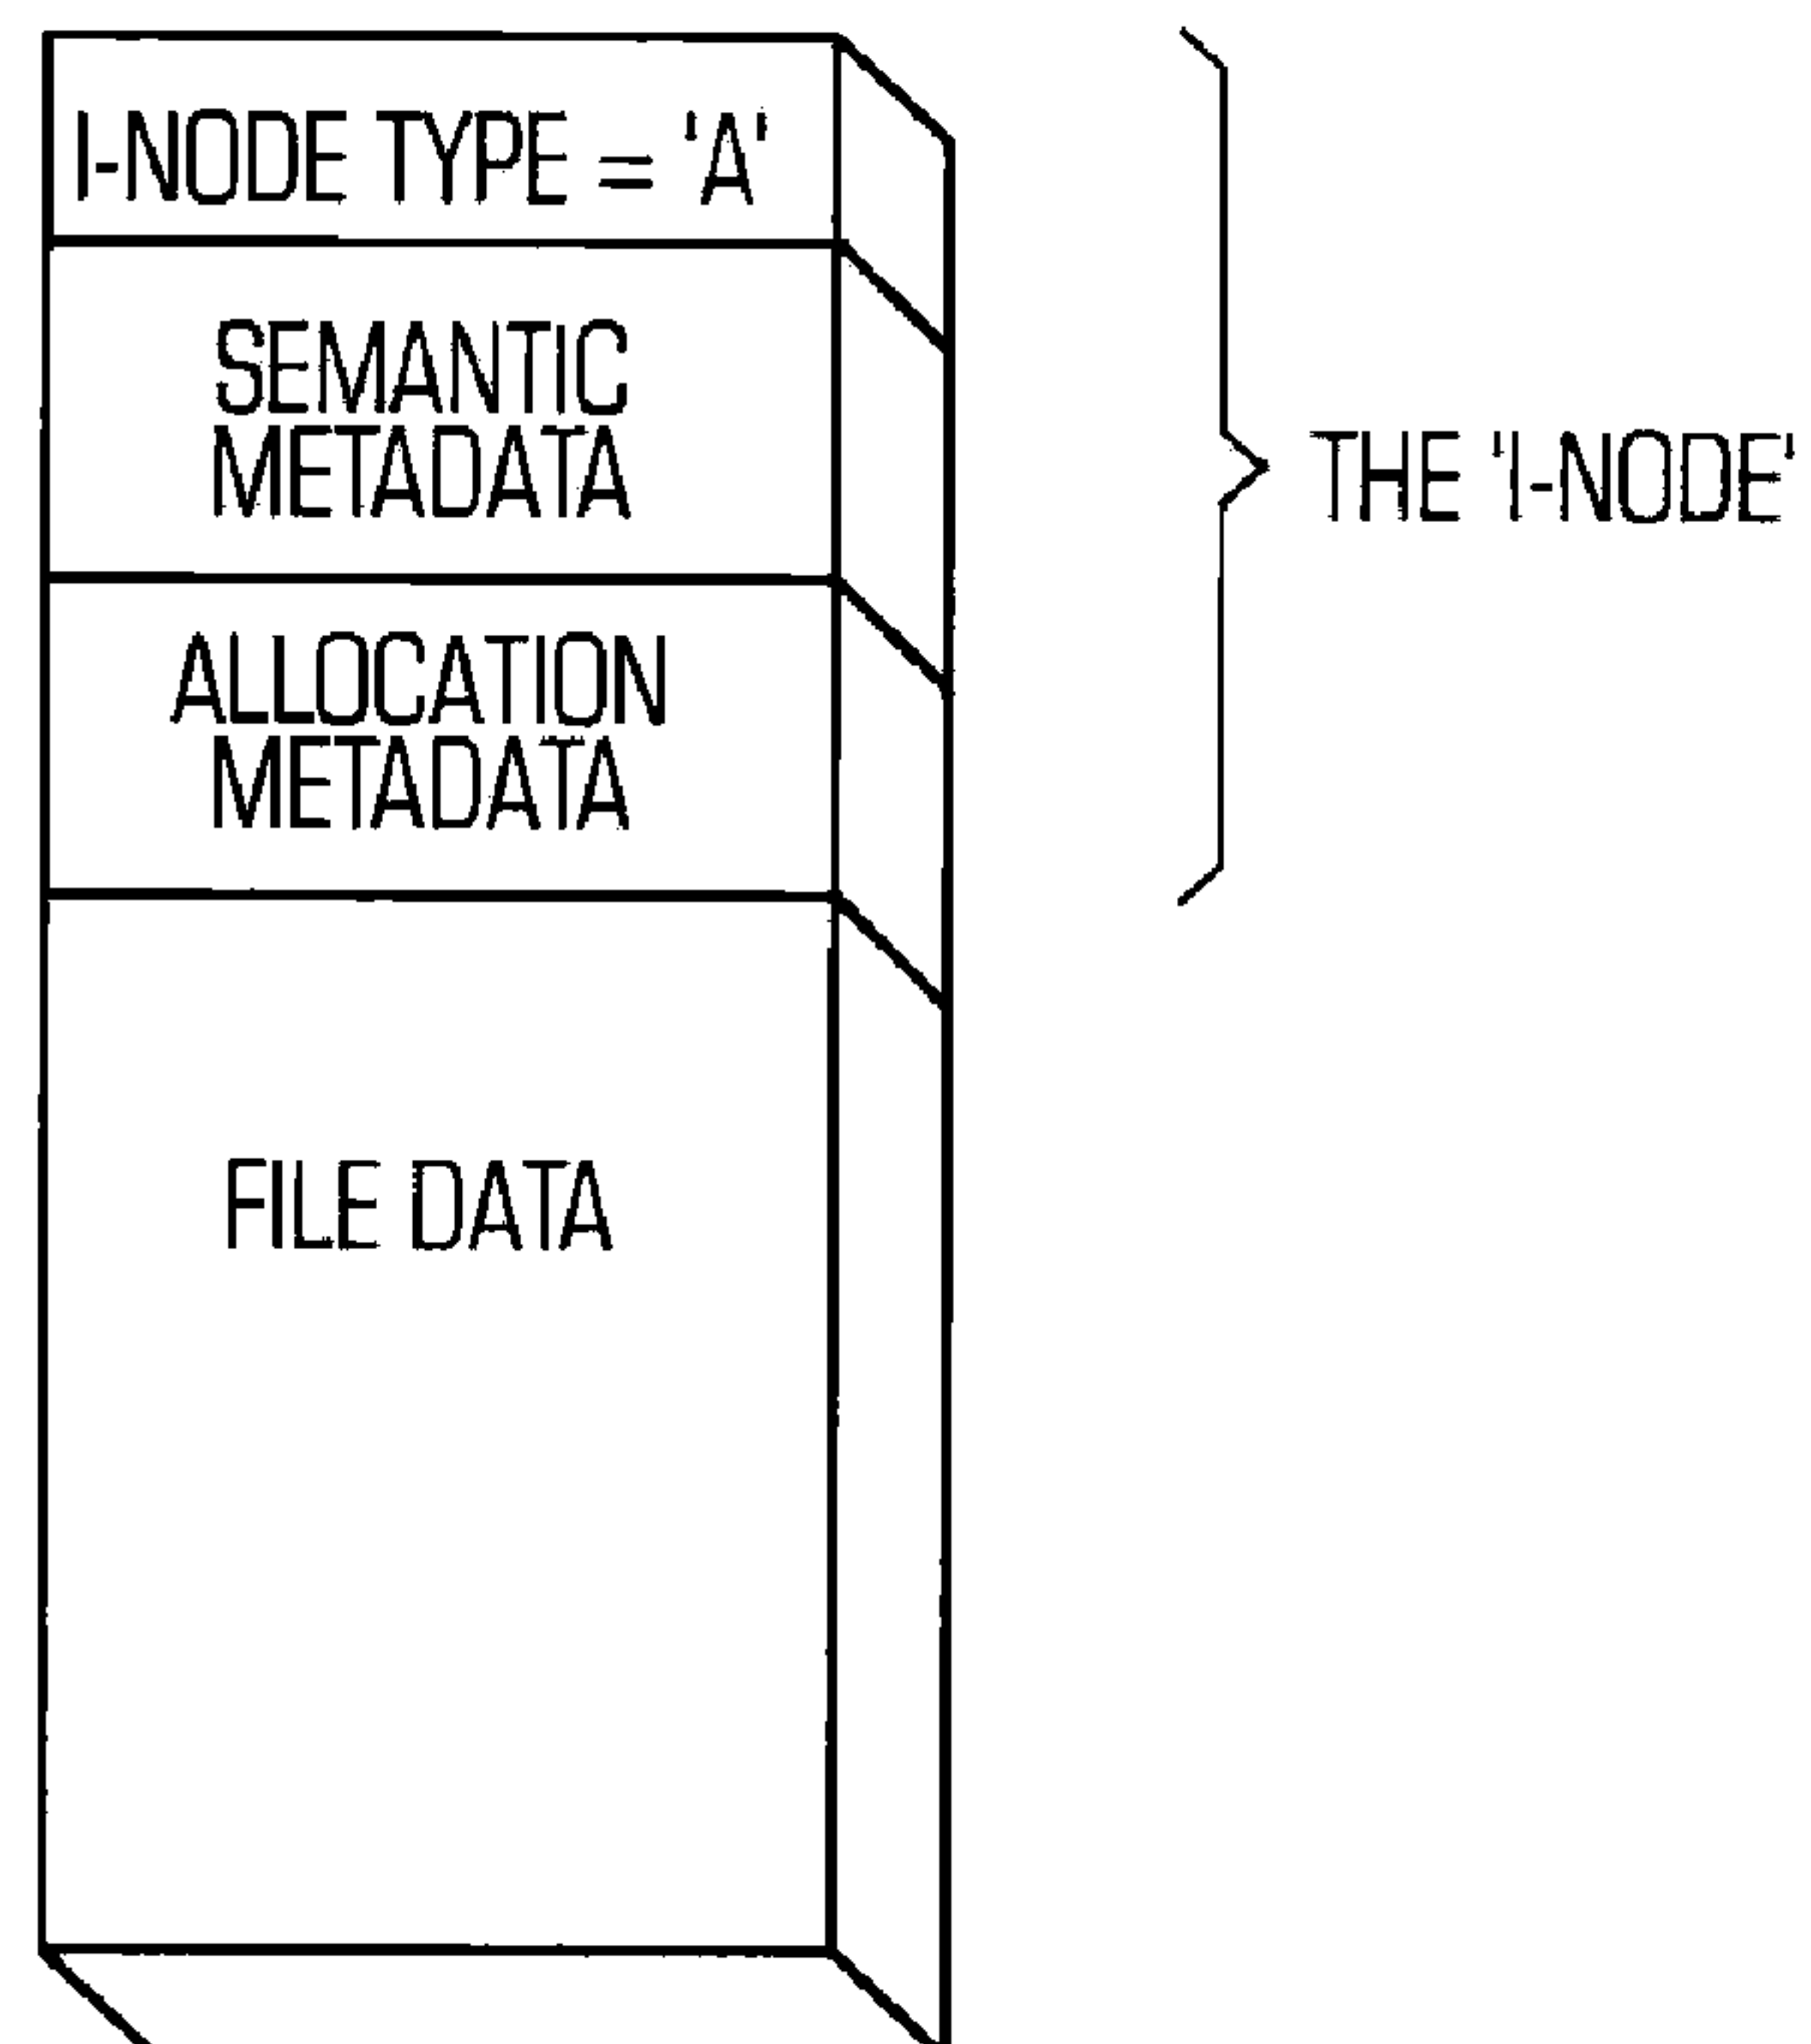 I-NODE TYPE = 'A'
SEMANTIC
METADATA
THE 'I-NODE'
ALLOCATION
METADATA
FILE DATA